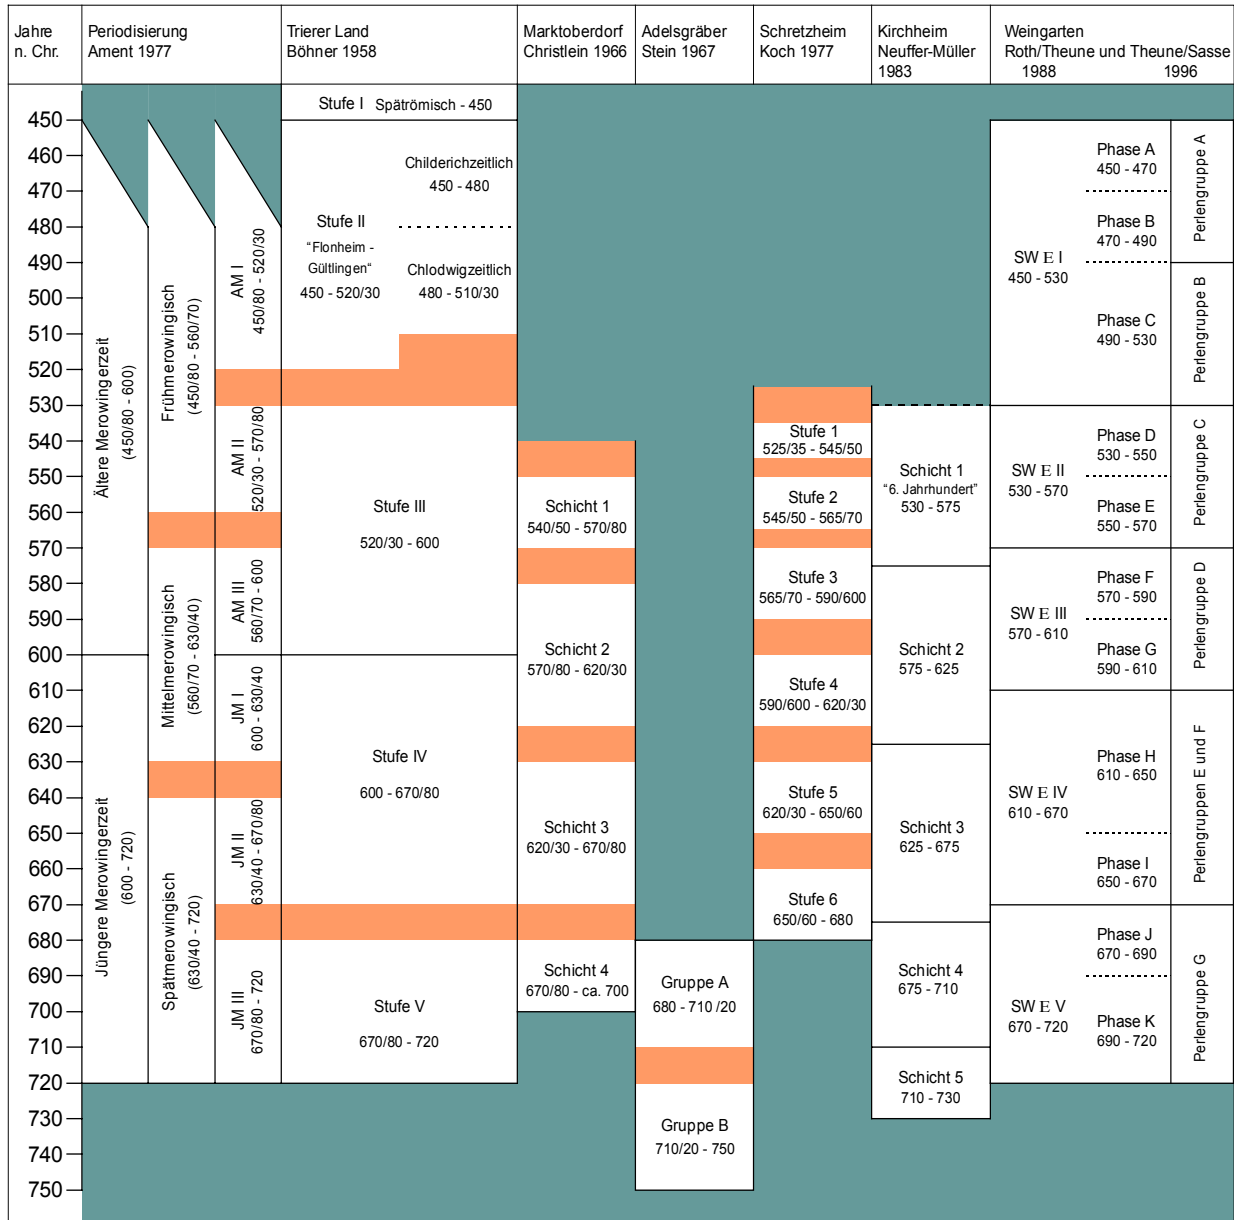 Jahre
n. Chr.
Periodisierung
Ament 1977
Trierer Land
Böhner 1958
Marktoberdorf
Christlein 1966
Adelsgräber
Stein 1967
Schretzheim
Koch 1977
Kirchheim
Neuffer-Müller
1983
Weingarten
Roth/Theune und Theune/Sasse
1988 1996
450
460
470
480
490
500
510
520
530
540
550
560
570
580
590
600
610
620
630
640
650
660
670
680
690
700
710
720
730
740
750
Ältere Merowingerzeit
(450/80 - 600)
Jüngere Merowingerzeit
(600 - 720)
Frühmerowingisch
(450/80 - 560/70)
Mittelmerowingisch
(560/70 - 630/40)
Spätmerowingisch
(630/40 - 720)
AM I
450/80 - 520/30
AM II
520/30 - 570/80
AM III
560/70 - 600
JM I
600 - 630/40
JM II
630/40 - 670/80
JM III
670/80 - 720
Stufe I Spätrömisch - 450
Stufe II
"Flonheim -
Gültlingen"
450 - 520/30
Childerichzeitlich
450 - 480
Chlodwigzeitlich
480 - 510/30
Stufe III
520/30 - 600
Stufe IV
600 - 670/80
Stufe V
670/80 - 720
Schicht 1
540/50 - 570/80
Schicht 2
570/80 - 620/30
Schicht 3
620/30 - 670/80
Schicht 4
670/80 - ca. 700
Gruppe A
680 - 710 /20
Gruppe B
710/20 - 750
Stufe 1
525/35 - 545/50
Stufe 2
545/50 - 565/70
Stufe 3
565/70 - 590/600
Stufe 4
590/600 - 620/30
Stufe 5
620/30 - 650/60
Stufe 6
650/60 - 680
Schicht 1
"6. Jahrhundert"
530 - 575
Schicht 2
575 - 625
Schicht 3
625 - 675
Schicht 4
675 - 710
Schicht 5
710 - 730
SW E I
450 - 530
SW E II
530 - 570
SW E III
570 - 610
SW E IV
610 - 670
SW E V
670 - 720
Phase A
450 - 470
Phase B
470 - 490
Phase C
490 - 530
Phase D
530 - 550
Phase E
550 - 570
Phase F
570 - 590
Phase G
590 - 610
Phase H
610 - 650
Phase I
650 - 670
Phase J
670 - 690
Phase K
690 - 720
Perlengruppe A
Perlengruppe B
Perlengruppe C
Perlengruppe D
Perlengruppen E und F
Perlengruppe G